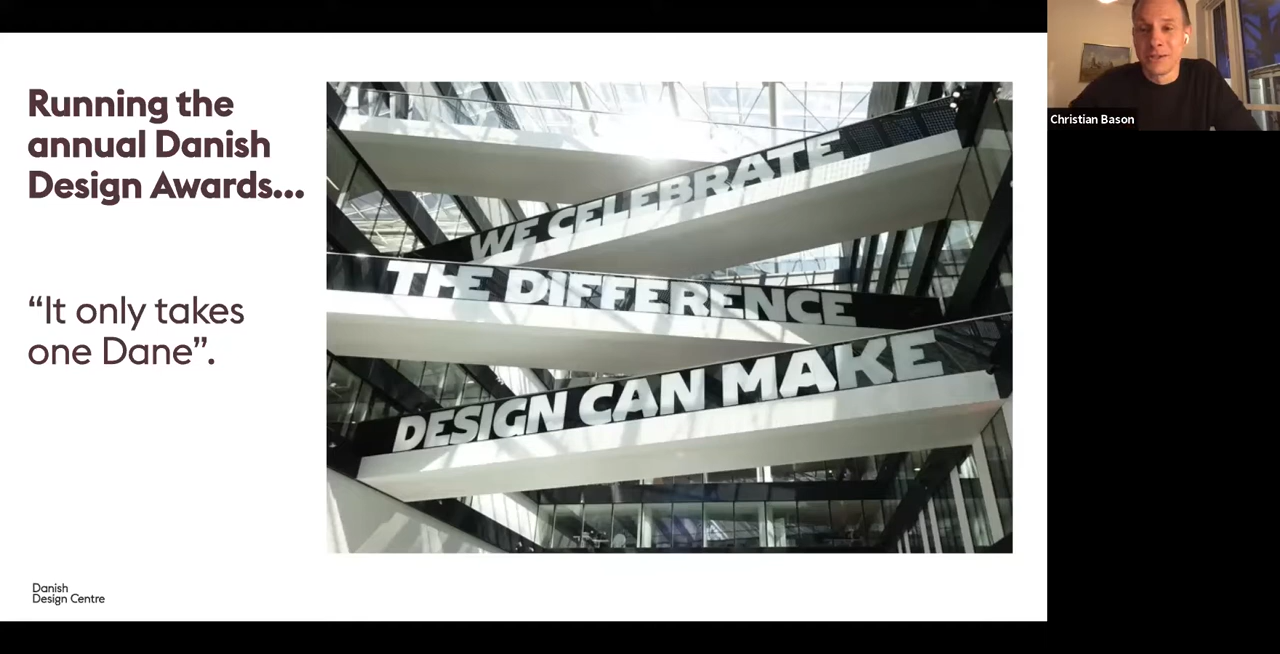 Running the
annual Danish
Design Awards...
“It only takes
one Dane”.
WE CELEBRATE
THE DIFFERENCE
DESIGN CAN MAKE
Danish
Design Centre
Christian Bason